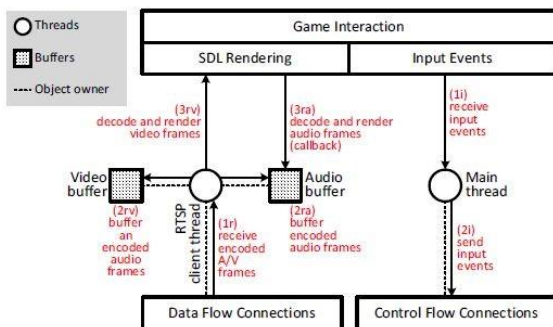 Threads
Buffers
Object owner
Game Interaction
SDL Rendering
Input Events
(3rv)
decode and render
video frames
(3ra)
decode and render
audio frames
(callback)
(1i)
receive
input
events
Video
buffer
Audio
buffer
Main
thread
(2rv)
buffer
an
encoded
audio
frames
RTSP
client thread
(1r)
receive
encoded
A/V
frames
(2ra)
buffer
encoded
audio frames
(2i)
send
input
events
Data Flow Connections
Control Flow Connections